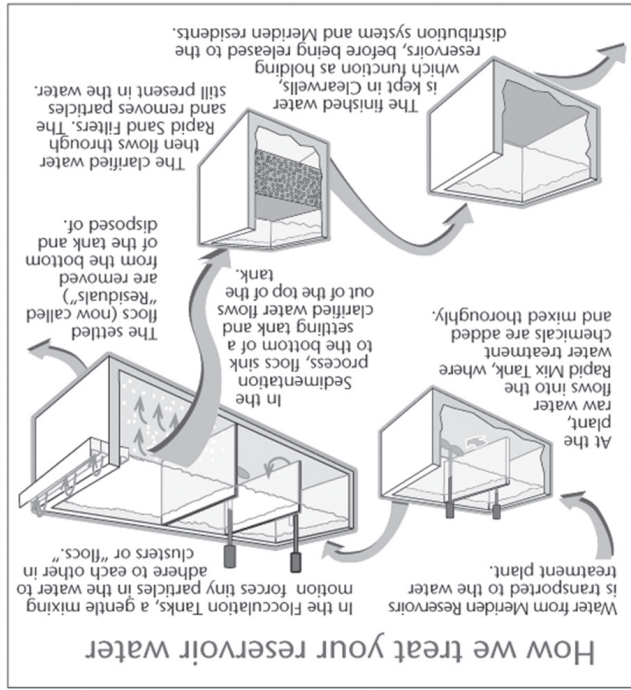 How we treat your reservoir water
Water from Meriden Reservoirs
is transported to the water
treatment plant.
At the
plant,
raw water
flows into the
Rapid Mix Tank, where
water treatment
chemicals are added
and mixed thoroughly.
In the Flocculation Tanks, a gentle mixing
motion forces tiny particles in the water to
adhere to each other in
clusters or "flocs."
In the
Sedimentation
process, flocs sink
to the bottom of a
settling tank and
clarified water flows
out of the top of the
tank.
The settled
flocs (now called
"Residuals")
are removed
from the bottom
of the tank and
disposed of.
The clarified water
then flows through
Rapid Sand Filters. The
sand removes particles
still present in the water.
The finished water
is kept in Clearwells,
which function as holding
reservoirs, before being released to the
distribution system and Meriden residents.